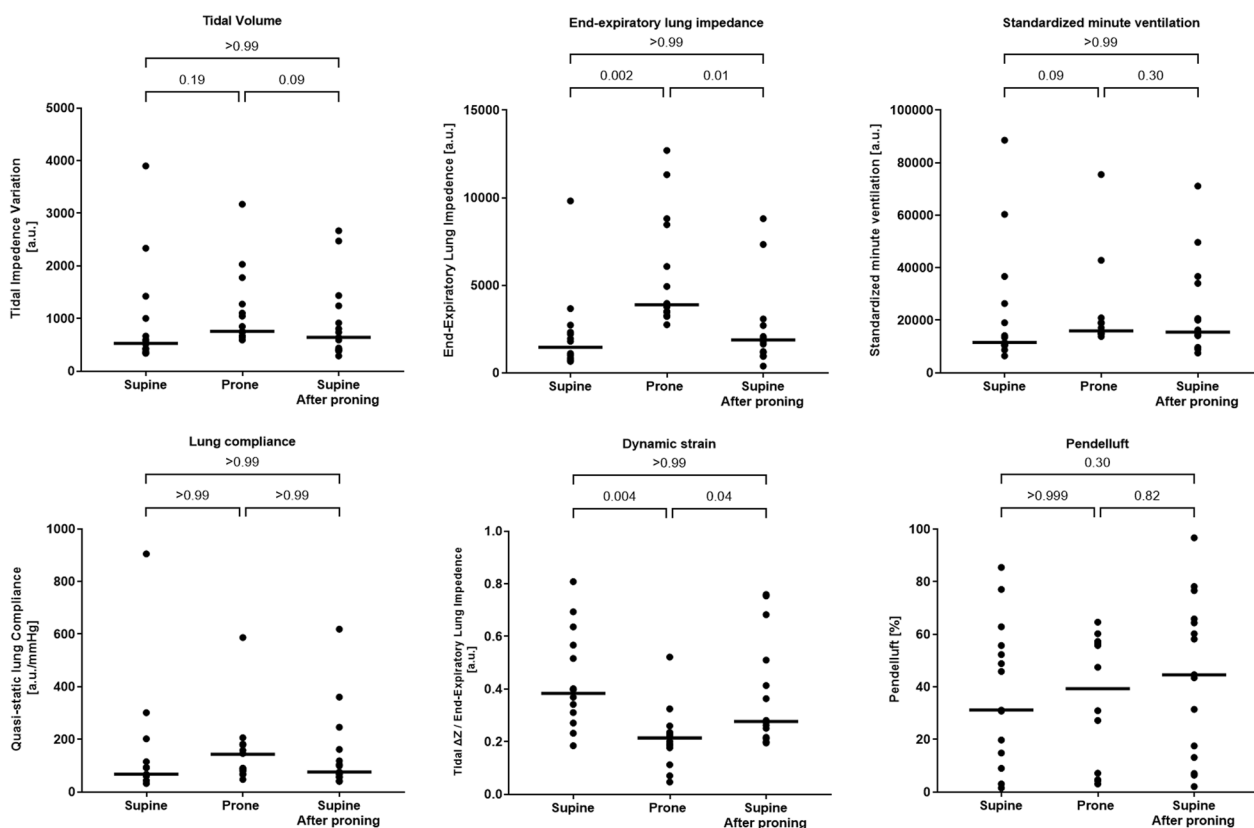 Tidal Volume
>0.99
0.19
0.09
Tidal Impedence Variation
[a.u.]
5000
4000
3000
2000
1000
0
Supine
Prone
Supine
After proning
End-expiratory lung impedance
>0.99
0.002
0.01
End-Expiratory Lung Impedence [a.u.]
15000
10000
5000
0
Supine
Prone
Supine
After proning
Standardized minute ventilation
>0.99
0.09
0.30
Standardized minute ventilation [a.u.]
100000
80000
60000
40000
20000
0
Supine
Prone
Supine
After proning
Lung compliance
>0.99
>0.99
>0.99
Quasi-static lung Compliance
[a.u./mmHg]
1000
800
600
400
200
0
Supine
Prone
Supine
After proning
Dynamic strain
>0.99
0.004
0.04
Tidal ΔZ / End-Expiratory Lung Impedence
[a.u.]
1.0
0.8
0.6
0.4
0.2
0.0
Supine
Prone
Supine
After proning
Pendelluft
0.30
>0.999
0.82
Pendelluft [%]
100
80
60
40
20
0
Supine
Prone
Supine
After proning